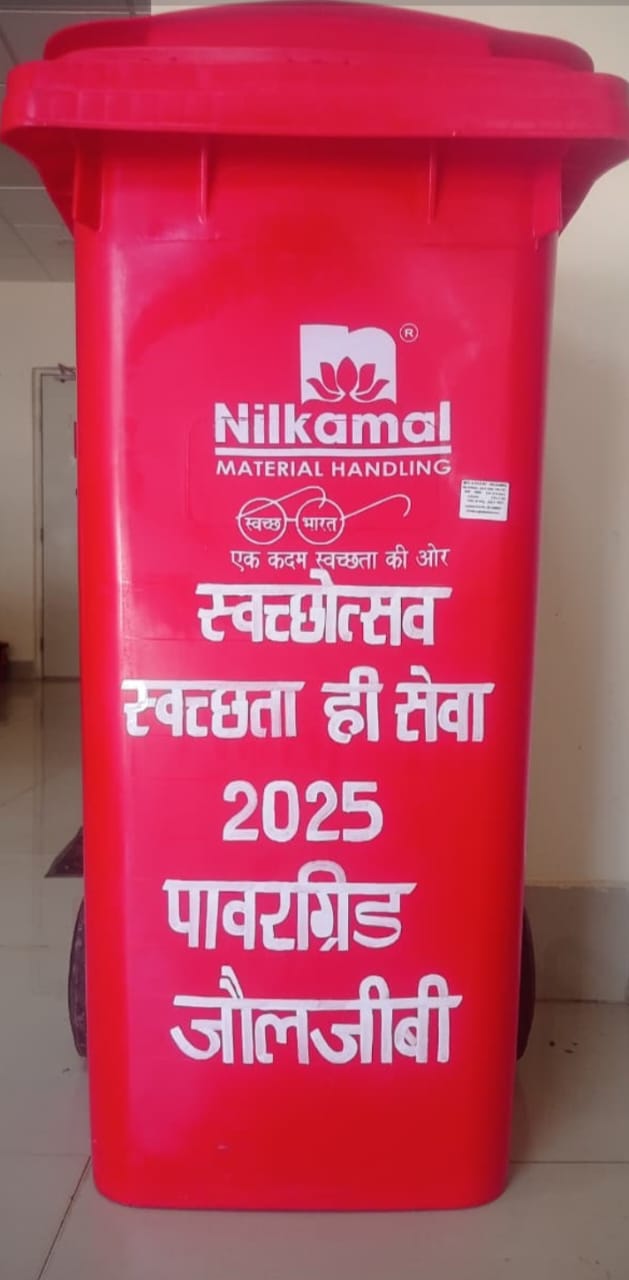 ®
Nilkamal
MATERIAL HANDLING
स्वच्छ भारत
एक कदम स्वच्छता की ओर
स्वच्छोत्सव
स्वच्छता ही सेवा
2025
पावरग्रिड
जौलजीबी